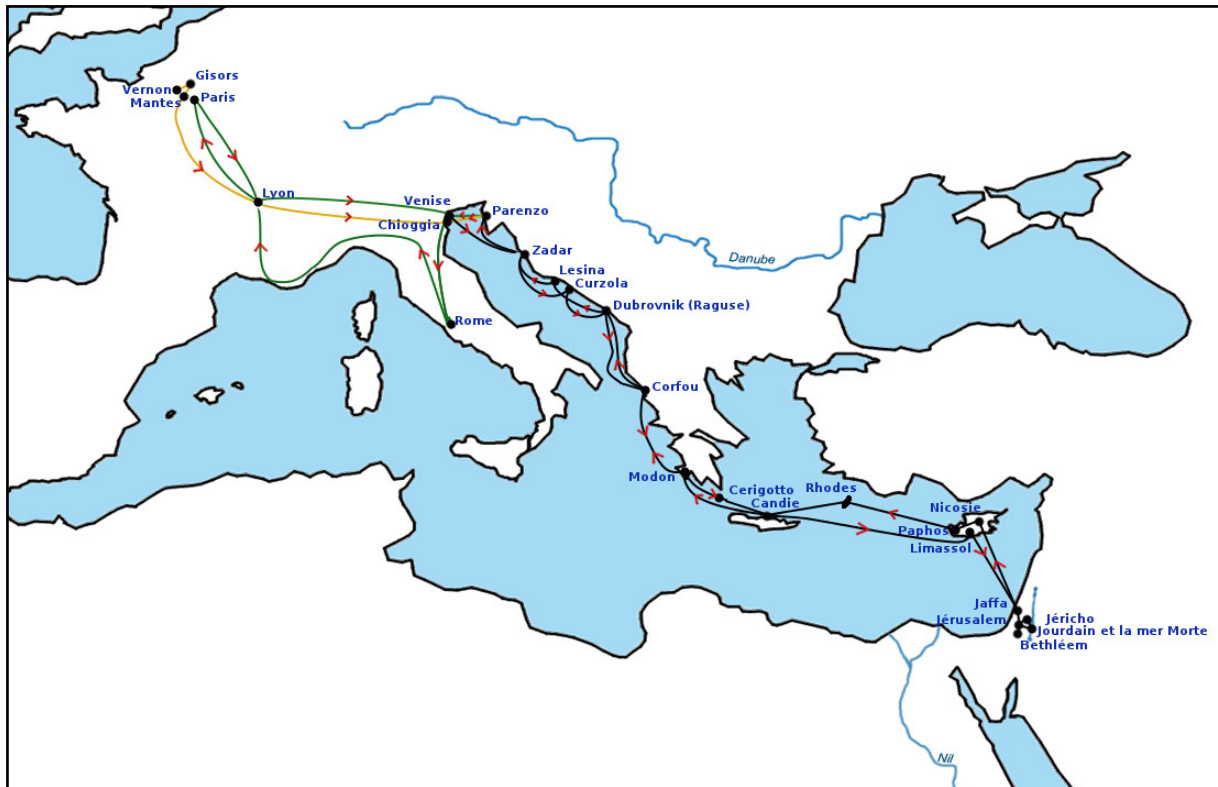 Gisors
Vernon
Mantes
Paris
Lyon
Venise
Parenzo
Chioggia
Zadar
Danube
Lesina
Curzola
Dubrovnik (Raguse)
Rome
Corfou
Modon
Cerigotto
Rhodes
Candie
Nicosie
Paphos
Limassol
Jaffa
Jérusalem
Jéricho
Jourdain et la mer Morte
Bethléem
Nil